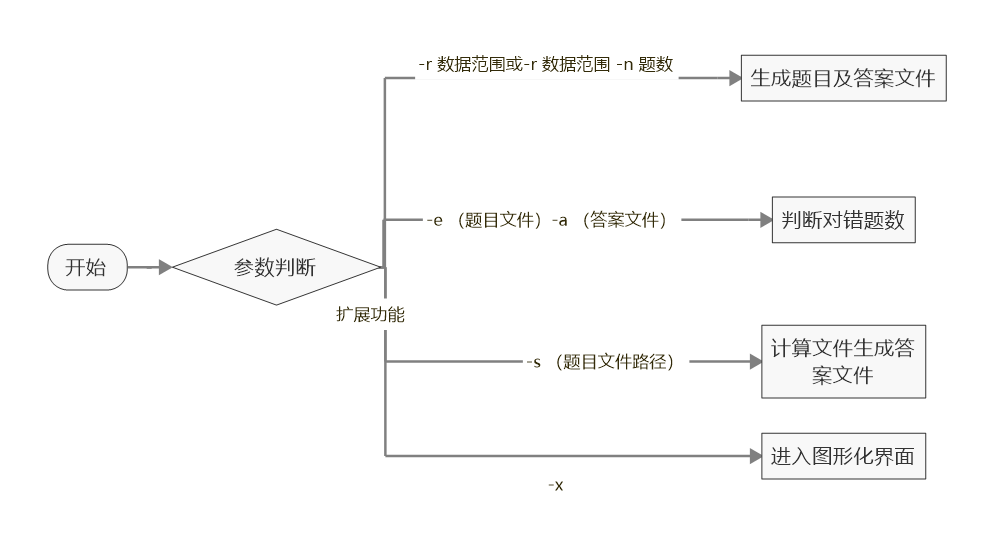 -r 数据范围或-r 数据范围 -n 题数
生成题目及答案文件
-e （题目文件）-a （答案文件）
判断对错题数
开始
参数判断
扩展功能
-s （题目文件路径）
计算文件生成答
案文件
进入图形化界面
-x